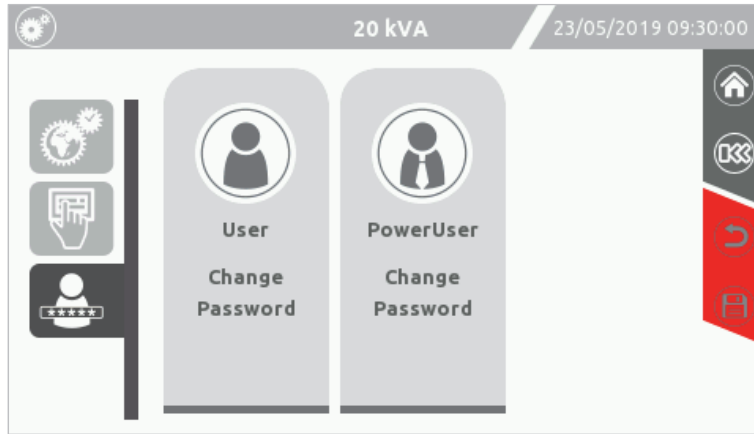 20 kVA
23/05/2019 09:30:00
User
Change
Password
PowerUser
Change
Password
*****